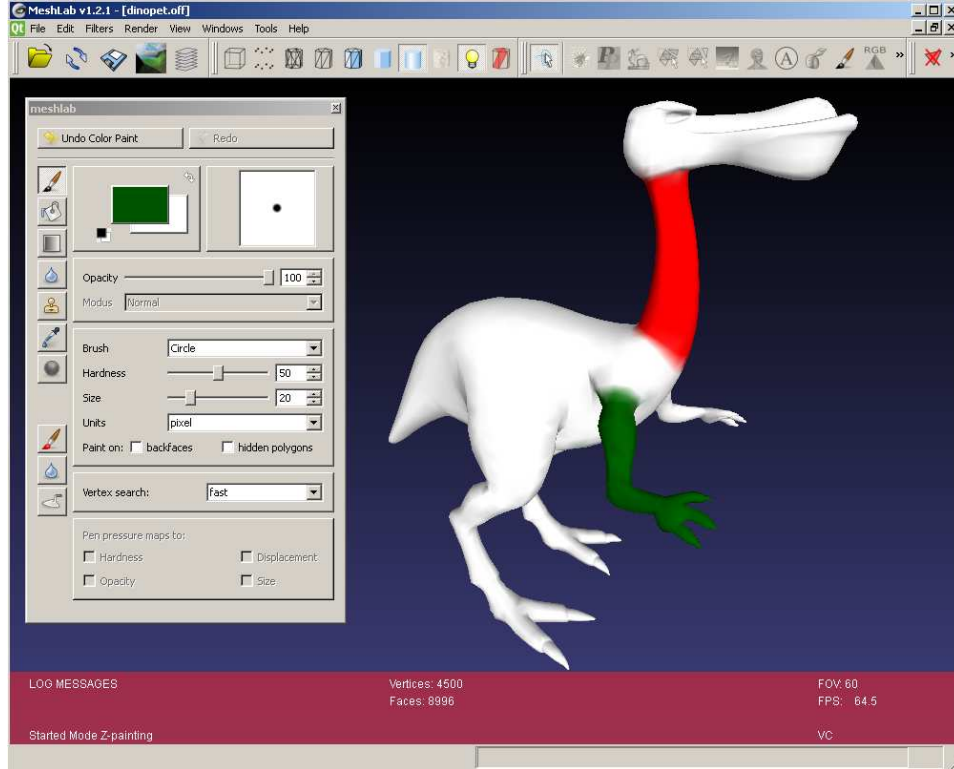 MeshLab v1.2.1 - [dinopet.off]
Qt File Edit Filters Render View Windows Tools Help
A RGB » »
meshlab
Undo Color Paint Redo
Opacity 100
Modus Normal
Brush Circle
Hardness 50
Size 20
Units pixel
Paint on: backfaces hidden polygons
Vertex search: fast
Pen pressure maps to:
Hardness Displacement
Opacity Size
LOG MESSAGES Vertices: 4500 FOV: 60
Faces: 8996 FPS: 64.5
Started Mode Z-painting VC